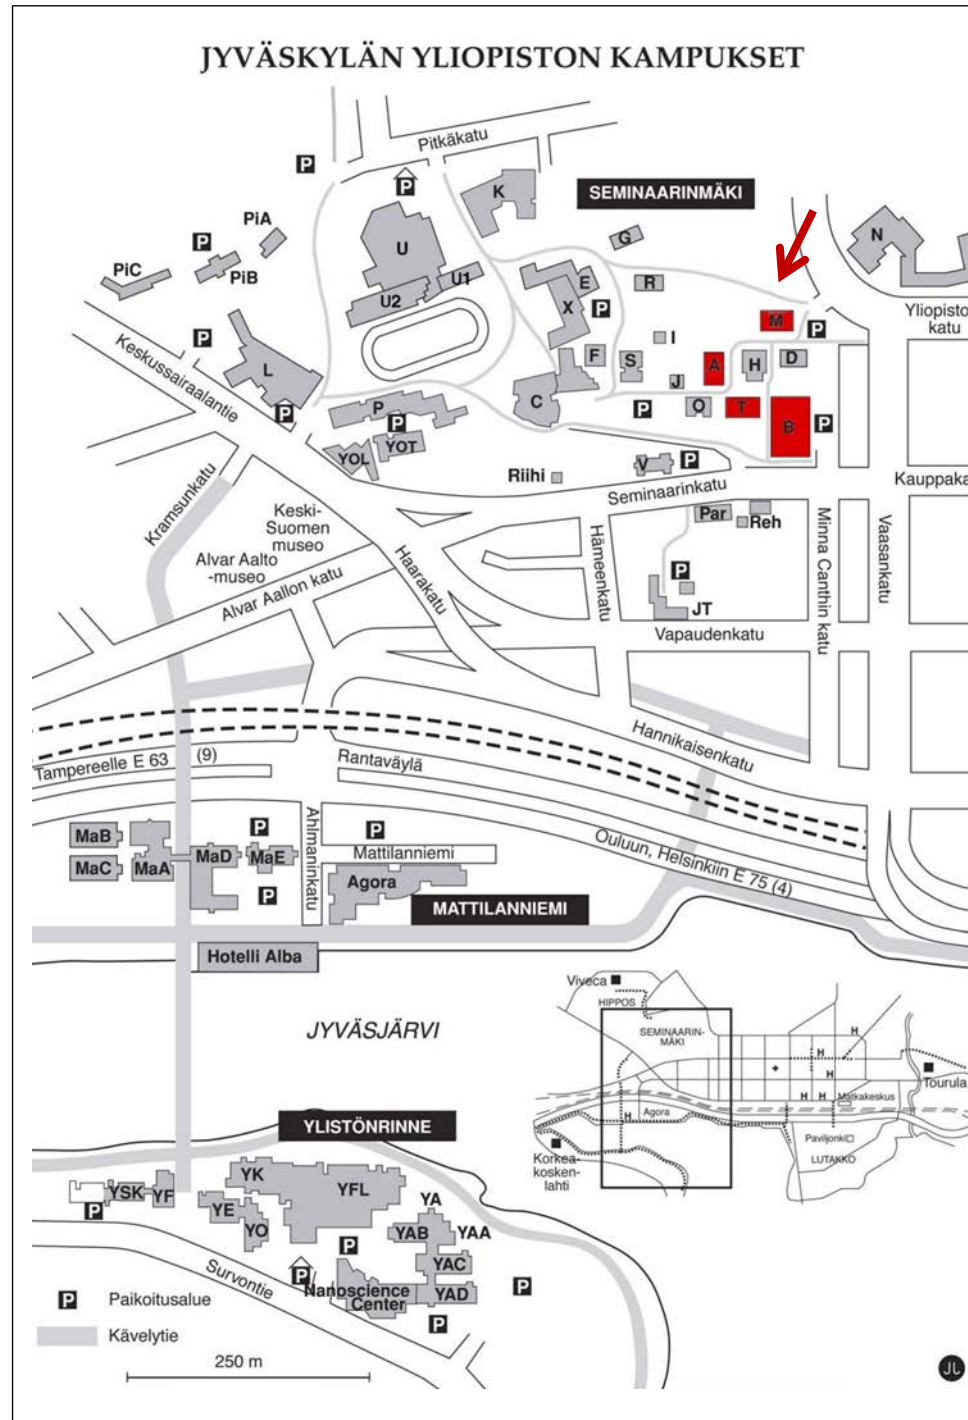 JYVÄSKYLÄN YLIOPISTON KAMPUKSET
Pitkäkatu
P
P
K
SEMINAARINMÄKI
PiA
P
PiB
PiC
U
U1
U2
G
N
E
R
X
P
M
P
Yliopiston
katu
I
Keskussairaalantie
P
L
P
F
S
A
H
D
J
C
P
O
T
B
P
P
P
YOL
YOT
Riihi
V
P
Seminaarinkatu
Kauppaka
Kramsunkatu
Keski-
Suomen
museo
Alvar Aalto
-museo
Alvar Aallon katu
Haarakatu
Hämeenkatu
Par
Reh
P
JT
Vapaudenkatu
Minna Canthin katu
Vaasankatu
Hannikaisenkatu
Tampereelle E 63 (9)
Rantaväylä
Ouluun, Helsinkiin E 75 (4)
MaB
MaC
MaA
MaD
MaE
P
P
Ahlmaninkatu
P
Mattilanniemi
Agora
MATTILANNIEMI
Hotelli Alba
JYVÄSJÄRVI
Viveca
HIPPOS
SEMINAARIN-
MÄKI
H
H
H
H
H
H
Tourula
Matkakeskus
Agora
Paviljonki
LUTAKKO
Korkea-
koskenlahti
YLISTÖNRINNE
YSK
YF
P
YK
YFL
YE
YO
YA
YAB
YAA
YAC
YAD
P
P
Nanoscience
Center
P
P
Survontie
P Paikoitusalue
Kävelytie
250 m
JL